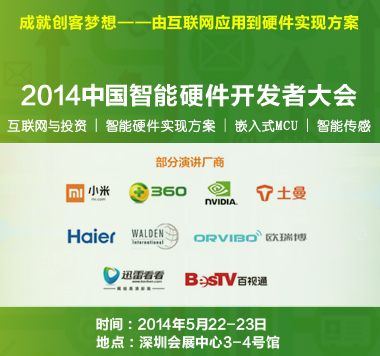 成就创客梦想——由互联网应用到硬件实现方案
2014中国智能硬件开发者大会
互联网与投资 | 智能硬件实现方案 | 嵌入式MCU | 智能传感
部分演讲厂商
小米
mi.com
360
NVIDIA.
土曼
Haier
WALDEN
International
ORVIBO 欧瑞博
迅雷看看
BesTV 百视通
时间：2014年5月22-23日
地点：深圳会展中心3-4号馆